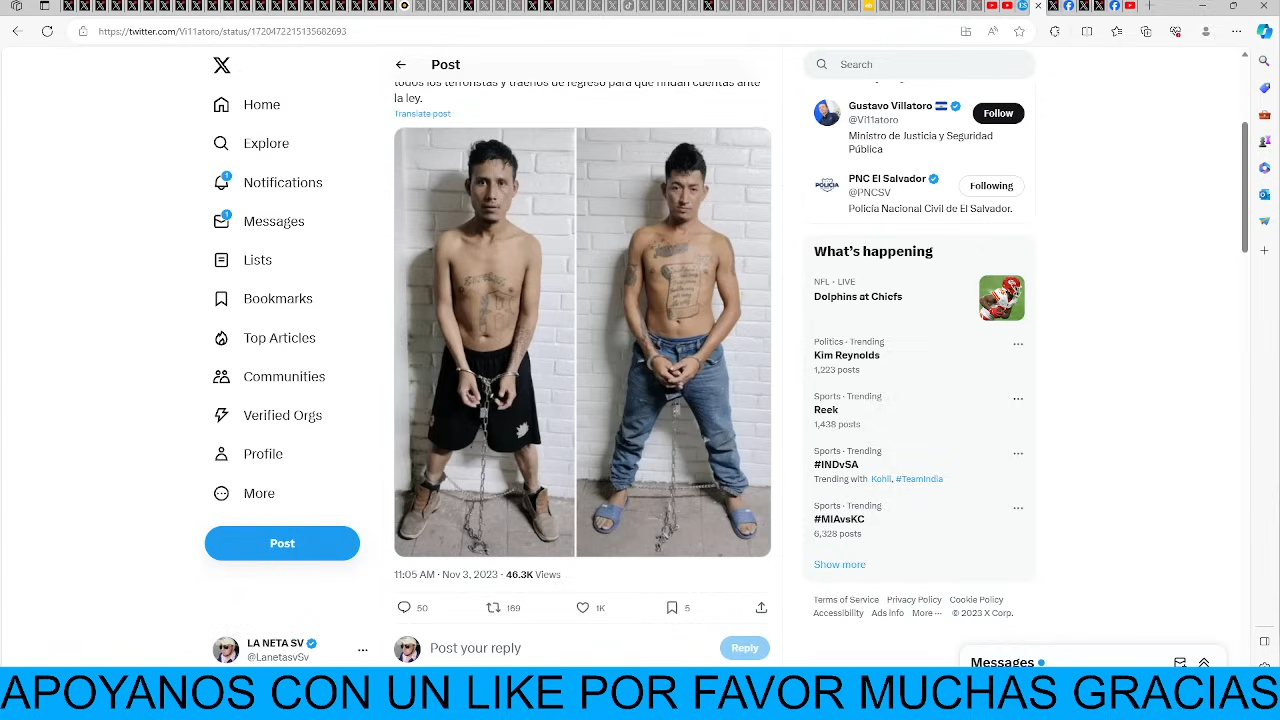 https://twitter.com/Vi11atoro/status/1720472215135682693
Home
Explore
1
Notifications
1
Messages
Lists
Bookmarks
Top Articles
Communities
Verified Orgs
Profile
More
Post
LA NETA SV
@LanetasvSv
Post
todos los terroristas y traerlos de regreso para que rindan cuentas ante
la ley.
Translate post
11:05 AM · Nov 3, 2023 · 46.3K Views
50 169 1K 5
Post your reply
Reply
Search
Gustavo Villatoro
@Vi11atoro
Follow
Ministro de Justicia y Seguridad
Pública
POLICIA
PNC El Salvador
@PNCSV
Following
Policía Nacional Civil de El Salvador.
What's happening
NFL · LIVE
Dolphins at Chiefs
Politics · Trending
Kim Reynolds
1,223 posts
Sports · Trending
Reek
1,438 posts
Sports · Trending
#INDvSA
Trending with Kohli, #TeamIndia
Sports · Trending
#MIAvsKC
6,328 posts
Show more
Terms of Service Privacy Policy Cookie Policy
Accessibility Ads Info More ··· © 2023 X Corp.
Messages
APOYANOS CON UN LIKE POR FAVOR MUCHAS GRACIAS